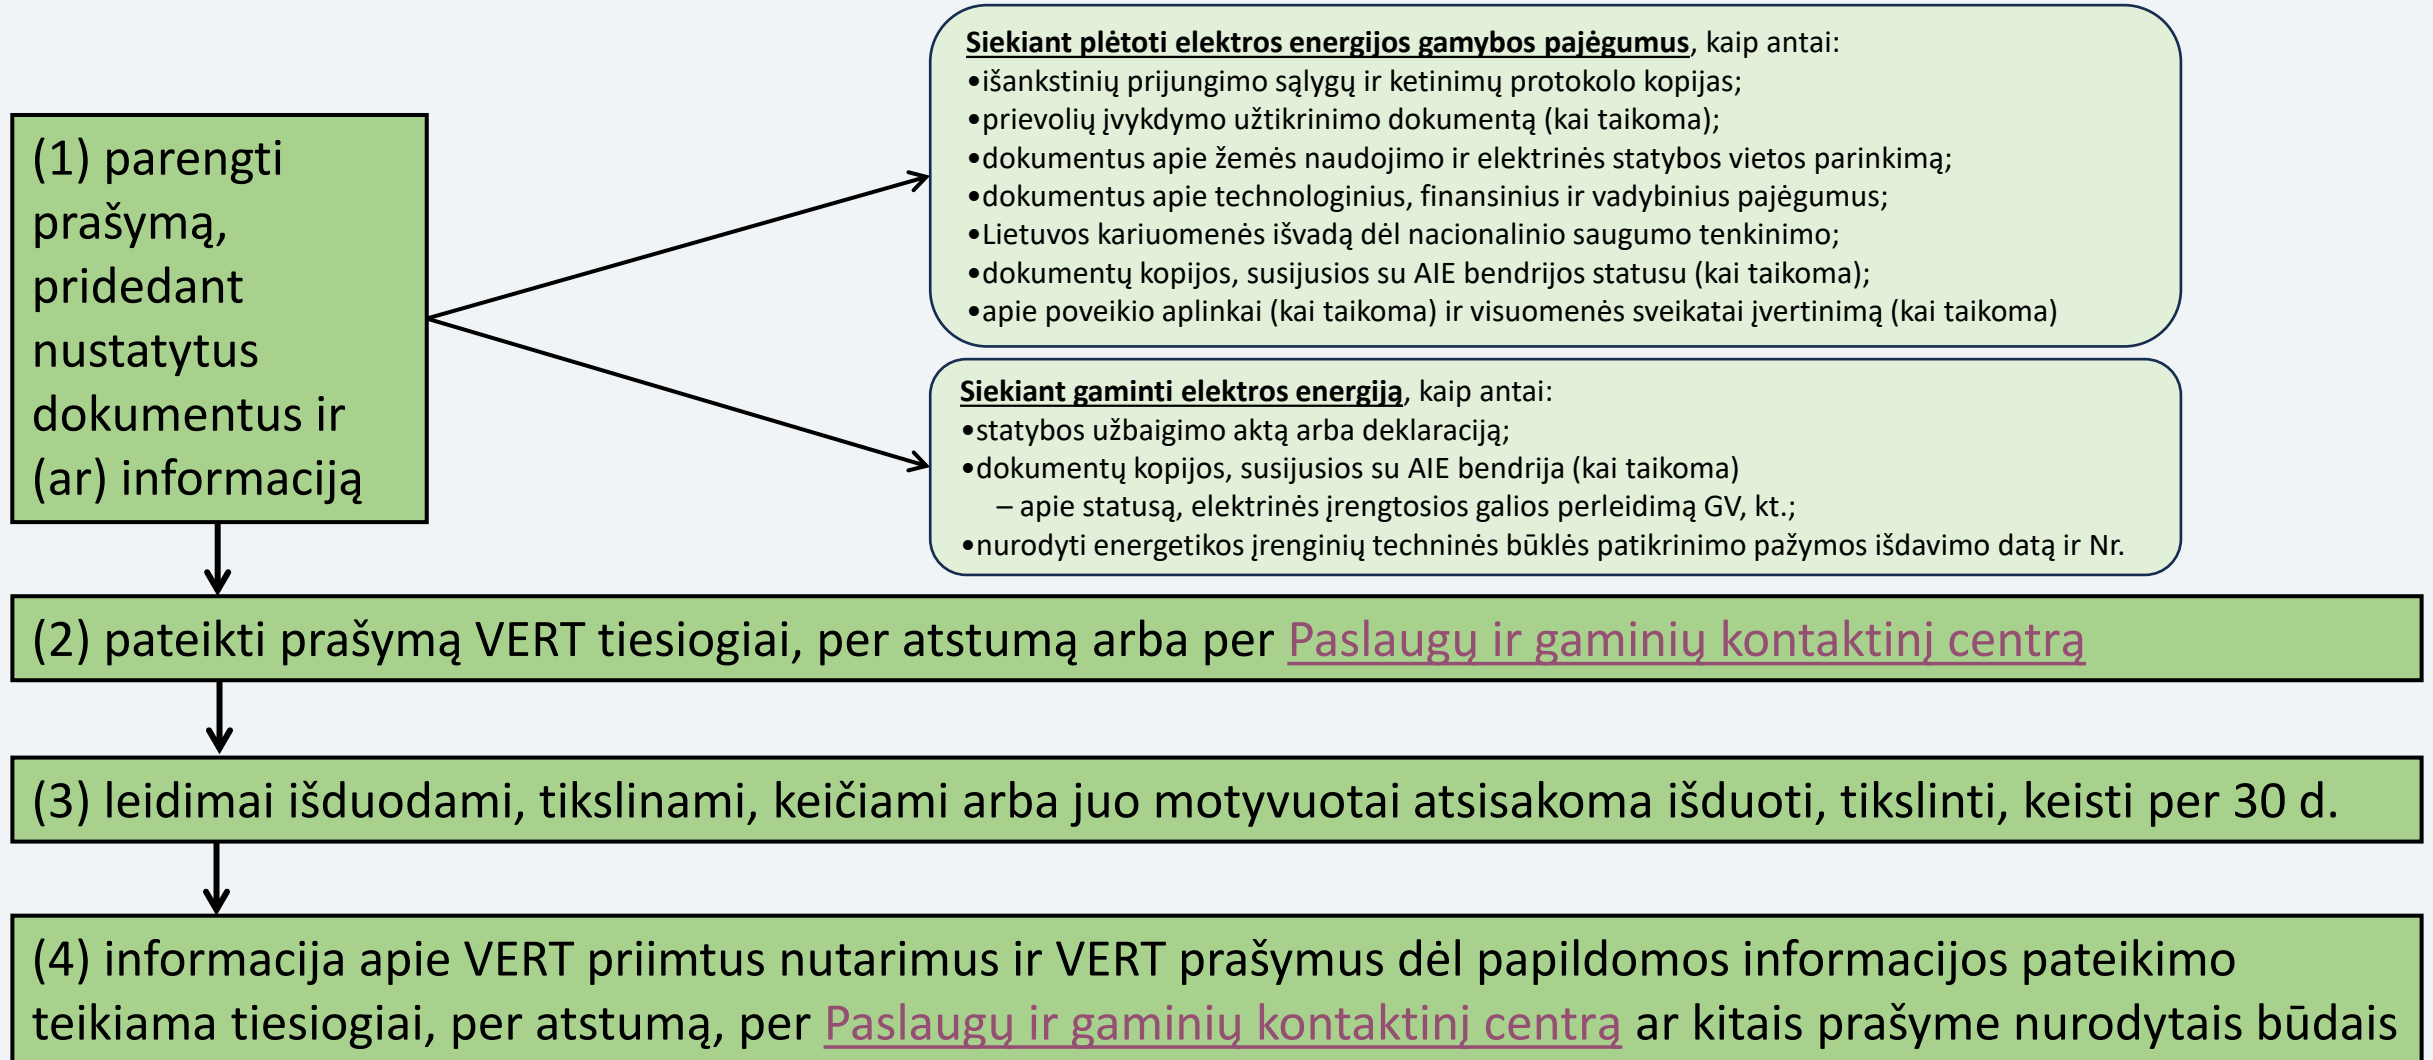 (1) parengti
prašymą,
pridedant
nustatytus
dokumentus ir
(ar) informaciją
Siekiant plėtoti elektros energijos gamybos pajėgumus, kaip antai:
•išankstinių prijungimo sąlygų ir ketinimų protokolo kopijas;
•prievolių įvykdymo užtikrinimo dokumentą (kai taikoma);
•dokumentus apie žemės naudojimo ir elektrinės statybos vietos parinkimą;
•dokumentus apie technologinius, finansinius ir vadybinius pajėgumus;
•Lietuvos kariuomenės išvadą dėl nacionalinio saugumo tenkinimo;
•dokumentų kopijos, susijusios su AIE bendrijos statusu (kai taikoma);
•apie poveikio aplinkai (kai taikoma) ir visuomenės sveikatai įvertinimą (kai taikoma)
Siekiant gaminti elektros energiją, kaip antai:
•statybos užbaigimo aktą arba deklaraciją;
•dokumentų kopijos, susijusios su AIE bendrija (kai taikoma)
– apie statusą, elektrinės įrengtosios galios perleidimą GV, kt.;
•nurodyti energetikos įrenginių techninės būklės patikrinimo pažymos išdavimo datą ir Nr.
(2) pateikti prašymą VERT tiesiogiai, per atstumą arba per Paslaugų ir gaminių kontaktinį centrą
(3) leidimai išduodami, tikslinami, keičiami arba juo motyvuotai atsisakoma išduoti, tikslinti, keisti per 30 d.
(4) informacija apie VERT priimtus nutarimus ir VERT prašymus dėl papildomos informacijos pateikimo
teikiama tiesiogiai, per atstumą, per Paslaugų ir gaminių kontaktinį centrą ar kitais prašyme nurodytais būdais